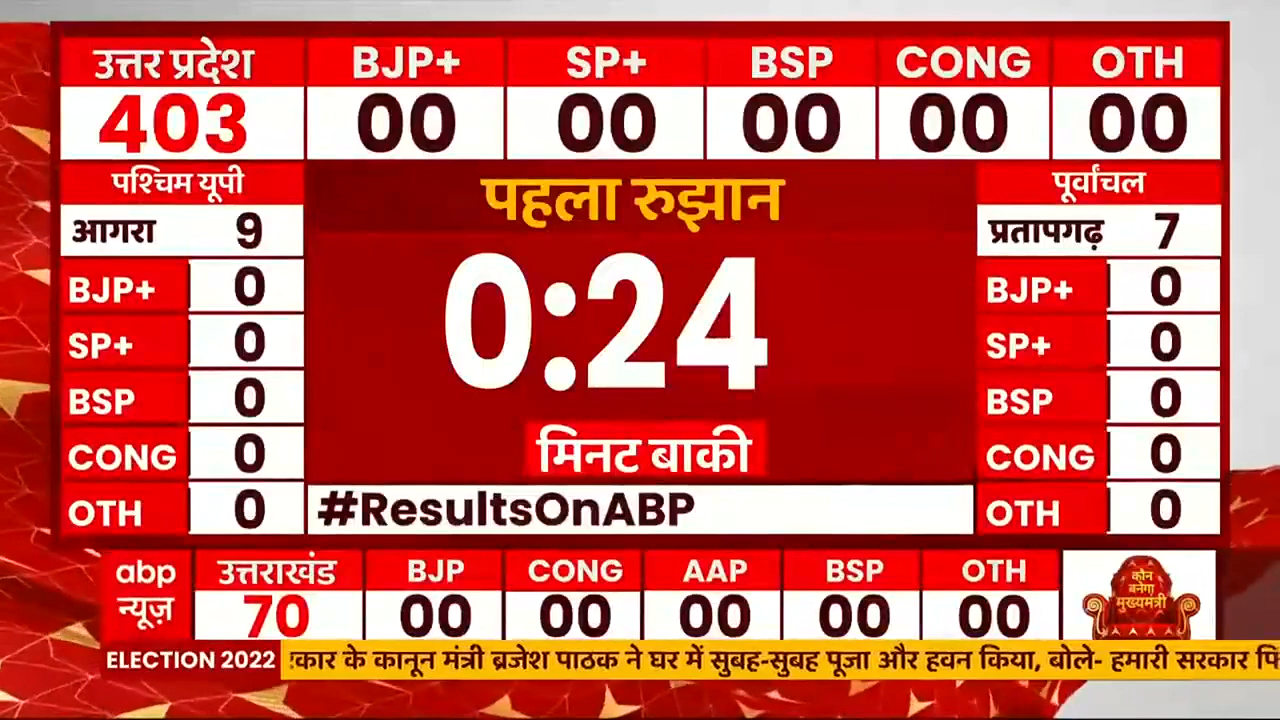 उत्तर प्रदेश BJP+ SP+ BSP CONG OTH
403 00 00 00 00 00
पश्चिम यूपी
आगरा 9
BJP+ 0
SP+ 0
BSP 0
CONG 0
OTH 0
पहला रुझान
0:24
मिनट बाकी
#ResultsOnABP
पूर्वांचल
प्रतापगढ़ 7
BJP+ 0
SP+ 0
BSP 0
CONG 0
OTH 0
abp
न्यूज़
उत्तराखंड BJP CONG AAP BSP OTH
70 00 00 00 00 00
कौन
बनेगा
मुख्यमंत्री
ELECTION 2022 के कानून मंत्री ब्रजेश पाठक ने घर में सुबह-सुबह पूजा और हवन किया, बोले- हमारी सरकार